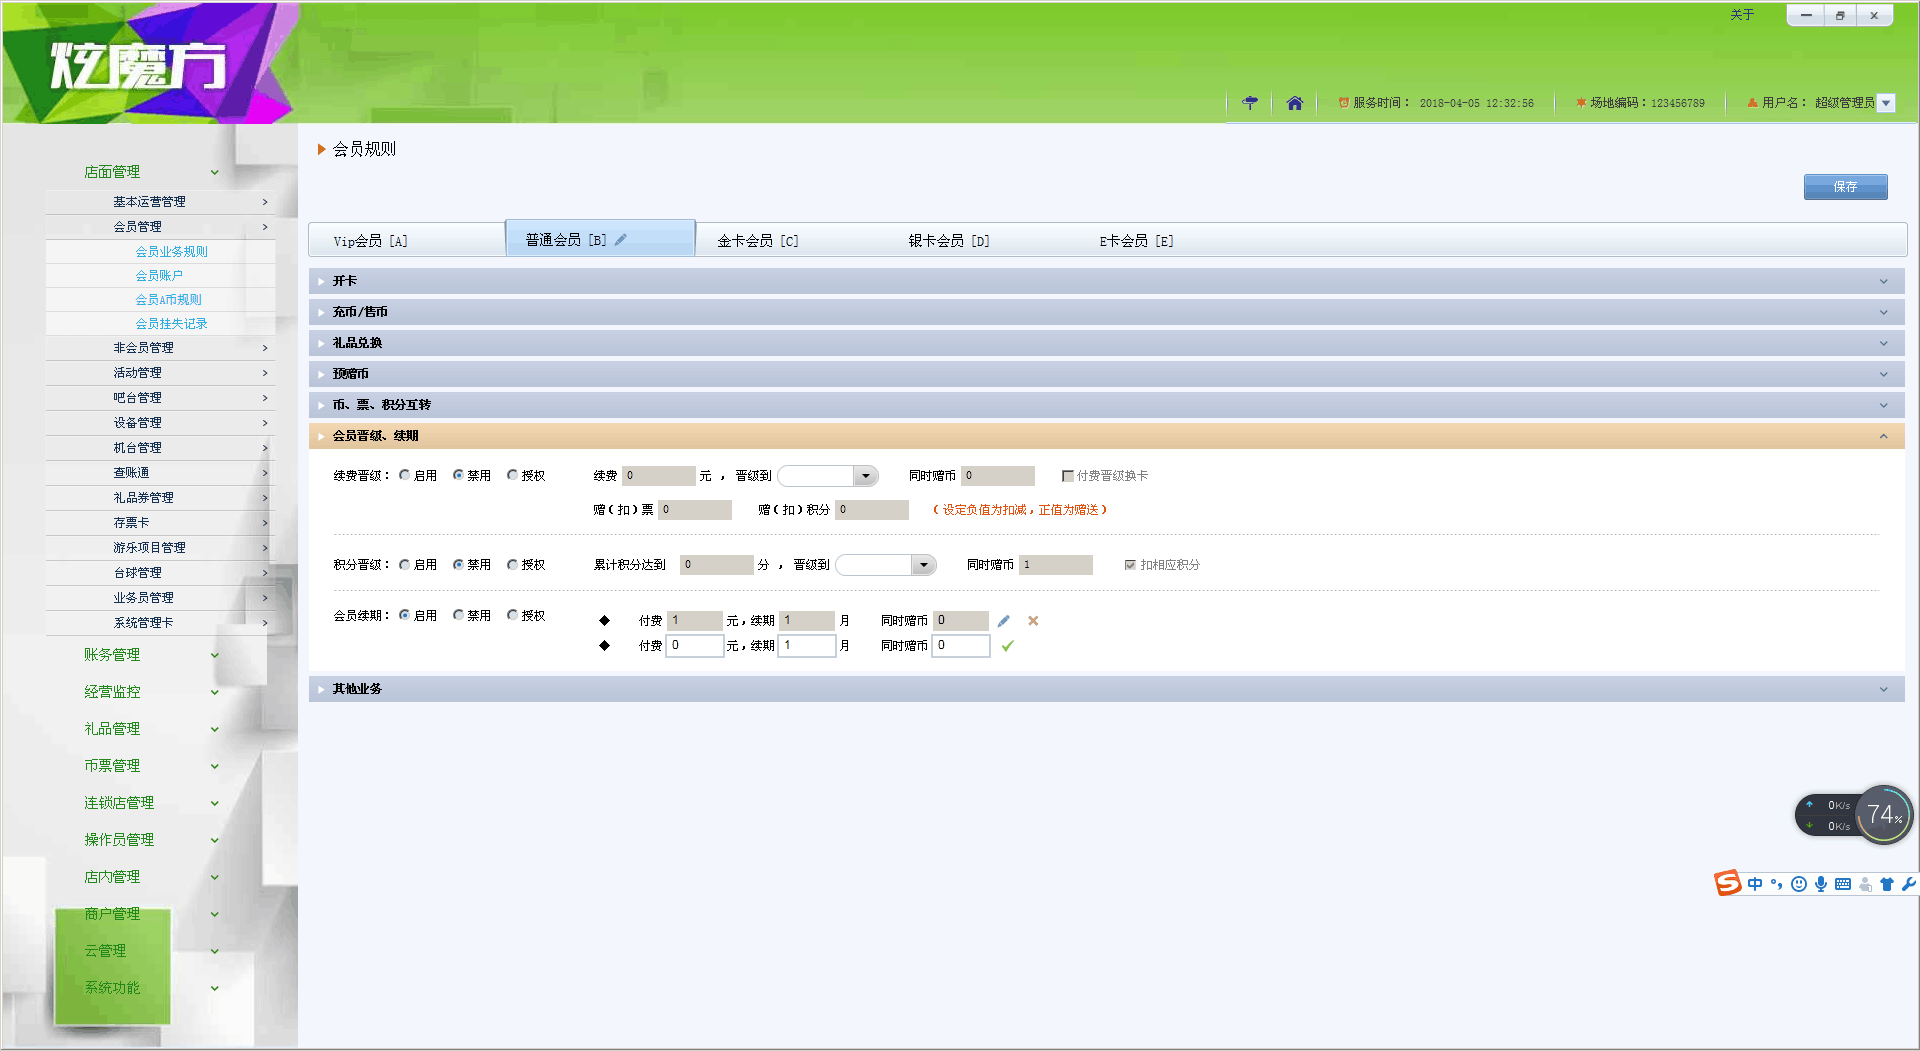 炫魔方
关于
服务时间： 2018-04-05 12:32:56
场地编码：123456789
用户名： 超级管理员
店面管理
基本运营管理
会员管理
会员业务规则
会员账户
会员A币规则
会员挂失记录
非会员管理
活动管理
吧台管理
设备管理
机台管理
查账通
礼品券管理
存票卡
游乐项目管理
台球管理
业务员管理
系统管理卡
账务管理
经营监控
礼品管理
币票管理
连锁店管理
操作员管理
店内管理
商户管理
云管理
系统功能
会员规则
保存
Vip会员 [A] 普通会员 [B] 金卡会员 [C] 银卡会员 [D] E卡会员 [E]
开卡
充币/售币
礼品兑换
预赠币
币、票、积分互转
会员晋级、续期
续费晋级： 启用 禁用 授权 续费 0 元 ， 晋级到 同时赠币 0 付费晋级换卡
赠（扣）票 0 赠（扣）积分 0 （设定负值为扣减，正值为赠送）
积分晋级： 启用 禁用 授权 累计积分达到 0 分 ， 晋级到 同时赠币 1 扣相应积分
会员续期： 启用 禁用 授权 ◆ 付费 1 元，续期 1 月 同时赠币 0
◆ 付费 0 元，续期 1 月 同时赠币 0
其他业务
0K/s
0K/s
74%
S 中